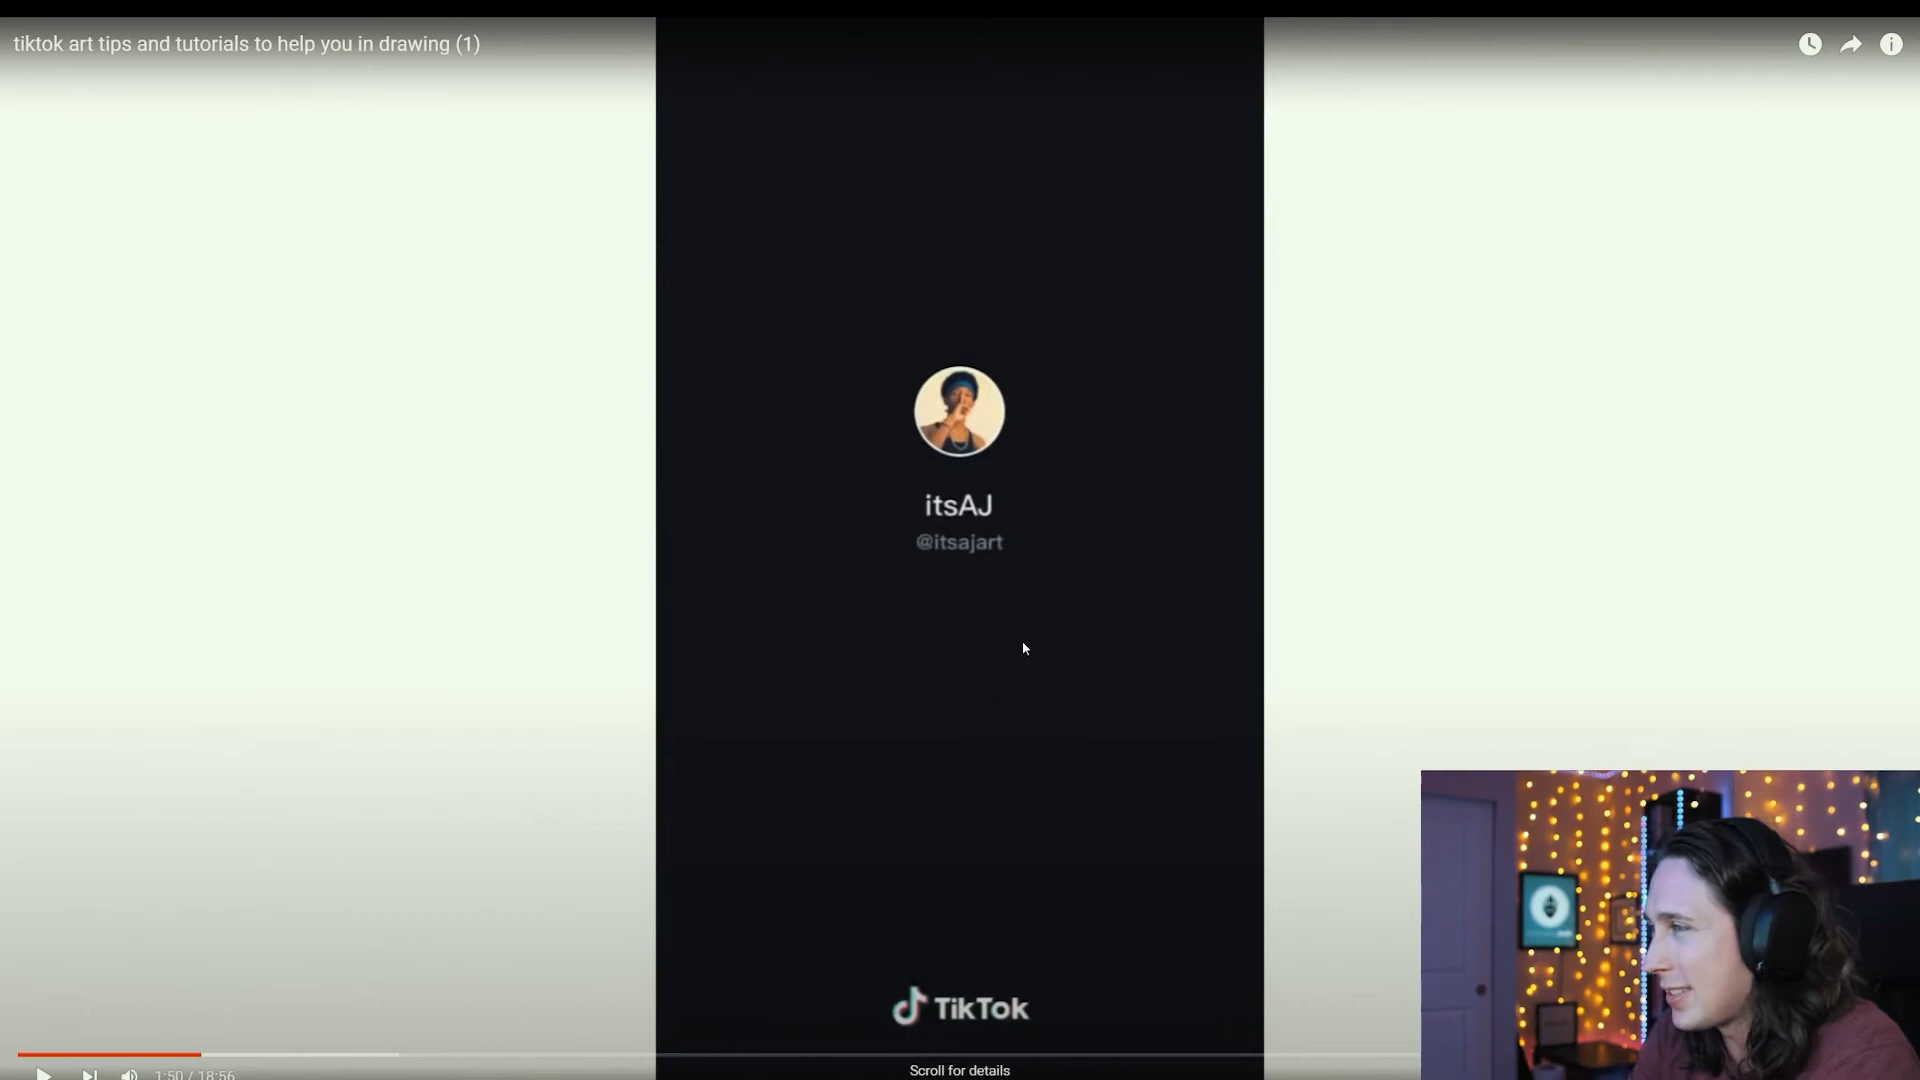 tiktok art tips and tutorials to help you in drawing (1)
itsAJ
@itsajart
TikTok
1:50 / 18:56
Scroll for details